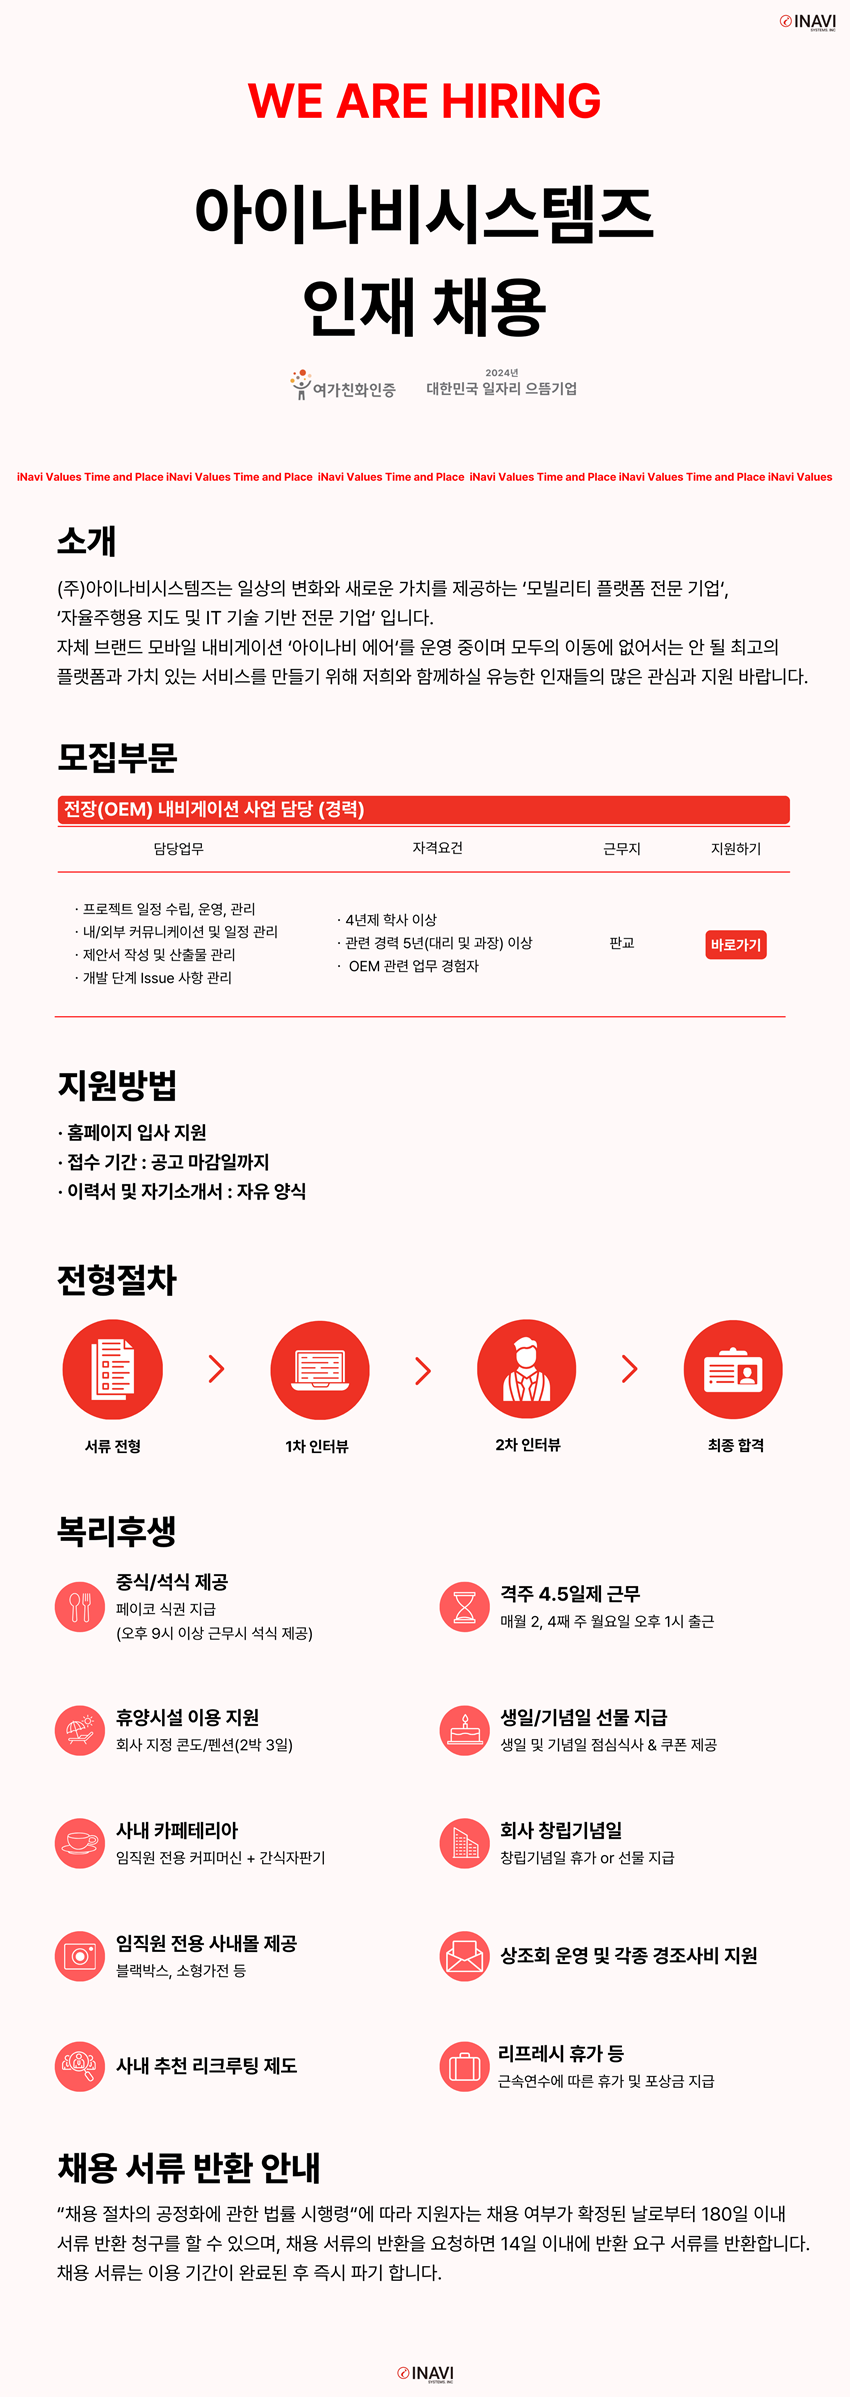 INAVI
SYSTEMS. INC
WE ARE HIRING
아이나비시스템즈
인재 채용
여가친화인증
2024년
대한민국 일자리 으뜸기업
iNavi Values Time and Place iNavi Values Time and Place iNavi Values Time and Place iNavi Values Time and Place iNavi Values Time and Place iNavi Values
소개
(주)아이나비시스템즈는 일상의 변화와 새로운 가치를 제공하는 ‘모빌리티 플랫폼 전문 기업‘,
‘자율주행용 지도 및 IT 기술 기반 전문 기업’ 입니다.
자체 브랜드 모바일 내비게이션 ‘아이나비 에어’를 운영 중이며 모두의 이동에 없어서는 안 될 최고의
플랫폼과 가치 있는 서비스를 만들기 위해 저희와 함께하실 유능한 인재들의 많은 관심과 지원 바랍니다.
모집부문
전장(OEM) 내비게이션 사업 담당 (경력)
담당업무 자격요건 근무지 지원하기
· 프로젝트 일정 수립, 운영, 관리
· 내/외부 커뮤니케이션 및 일정 관리
· 제안서 작성 및 산출물 관리
· 개발 단계 Issue 사항 관리
· 4년제 학사 이상
· 관련 경력 5년(대리 및 과장) 이상
· OEM 관련 업무 경험자
판교
바로가기
지원방법
· 홈페이지 입사 지원
· 접수 기간 : 공고 마감일까지
· 이력서 및 자기소개서 : 자유 양식
전형절차
서류 전형
1차 인터뷰
2차 인터뷰
최종 합격
복리후생
중식/석식 제공
페이코 식권 지급
(오후 9시 이상 근무시 석식 제공)
격주 4.5일제 근무
매월 2, 4째 주 월요일 오후 1시 출근
휴양시설 이용 지원
회사 지정 콘도/펜션(2박 3일)
생일/기념일 선물 지급
생일 및 기념일 점심식사 & 쿠폰 제공
사내 카페테리아
임직원 전용 커피머신 + 간식자판기
회사 창립기념일
창립기념일 휴가 or 선물 지급
임직원 전용 사내몰 제공
블랙박스, 소형가전 등
상조회 운영 및 각종 경조사비 지원
사내 추천 리크루팅 제도
리프레시 휴가 등
근속연수에 따른 휴가 및 포상금 지급
채용 서류 반환 안내
“채용 절차의 공정화에 관한 법률 시행령“에 따라 지원자는 채용 여부가 확정된 날로부터 180일 이내
서류 반환 청구를 할 수 있으며, 채용 서류의 반환을 요청하면 14일 이내에 반환 요구 서류를 반환합니다.
채용 서류는 이용 기간이 완료된 후 즉시 파기 합니다.
INAVI
SYSTEMS. INC